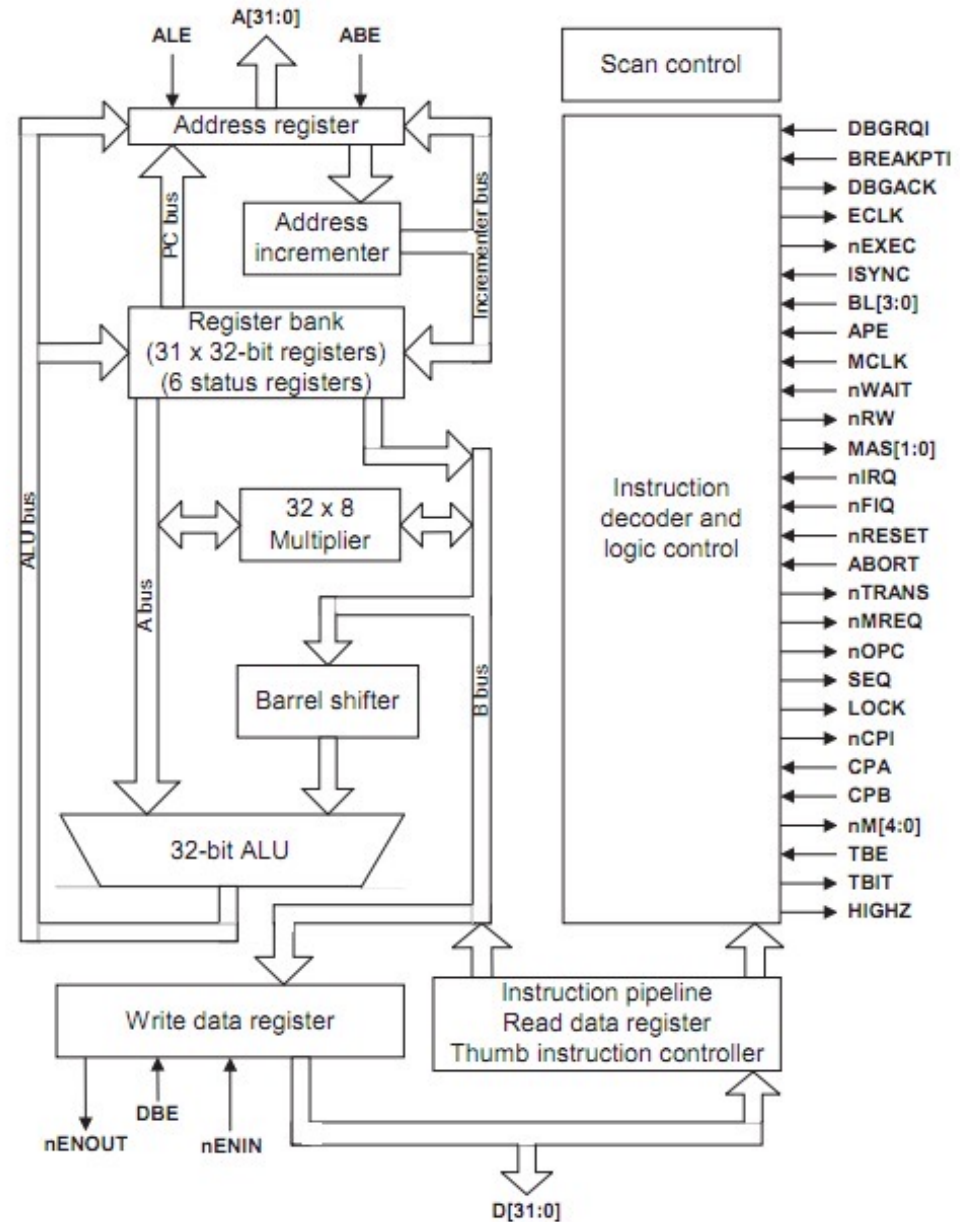 A[31:0]
ALE
ABE
Scan control
Address register
Address
incrementer
PC bus
Incrementer bus
Register bank
(31 x 32-bit registers)
(6 status registers)
ALU bus
A bus
32 x 8
Multiplier
B bus
Barrel shifter
32-bit ALU
Write data register
Instruction pipeline
Read data register
Thumb instruction controller
nENOUT
DBE
nENIN
D[31:0]
Instruction
decoder and
logic control
DBGRQI
BREAKPTI
DBGACK
ECLK
nEXEC
ISYNC
BL[3:0]
APE
MCLK
nWAIT
nRW
MAS[1:0]
nIRQ
nFIQ
nRESET
ABORT
nTRANS
nMREQ
nOPC
SEQ
LOCK
nCPI
CPA
CPB
nM[4:0]
TBE
TBIT
HIGHZ